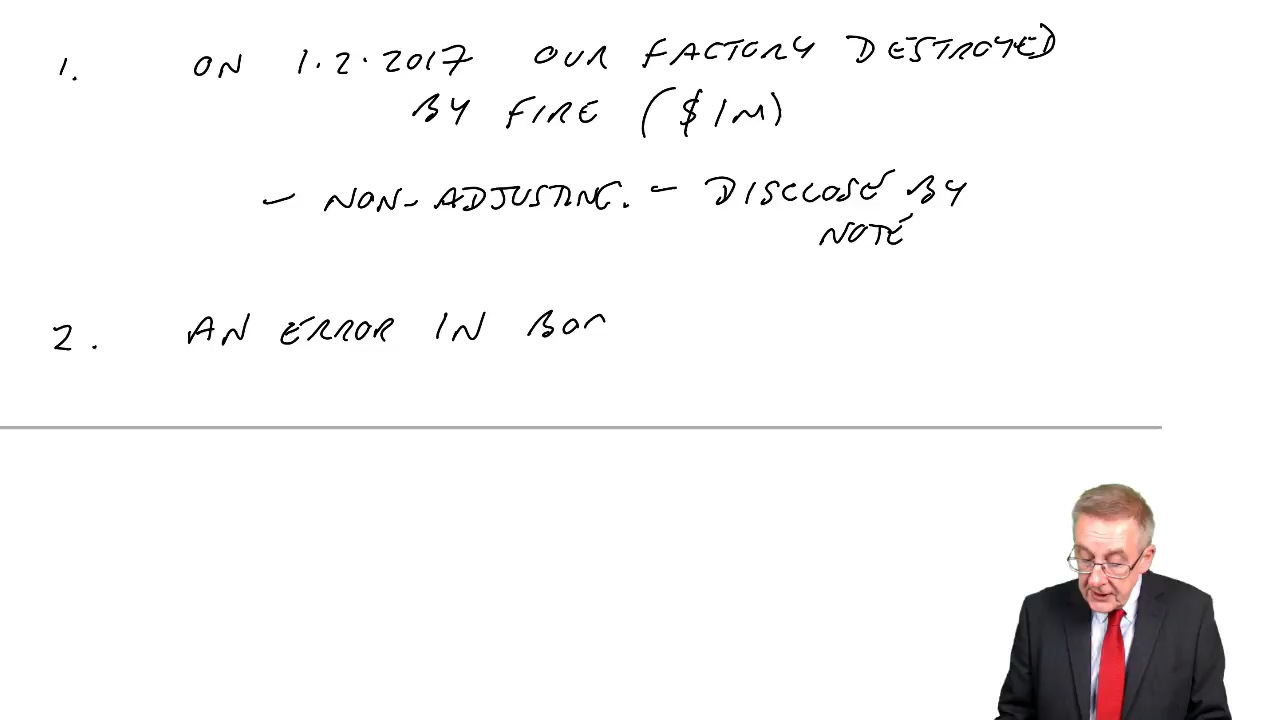 1. ON 1.2.2017 OUR FACTORY DESTROYED
BY FIRE ($1M)
- NON-ADJUSTING. - DISCLOSE BY
NOTE
2. AN ERROR IN BOO